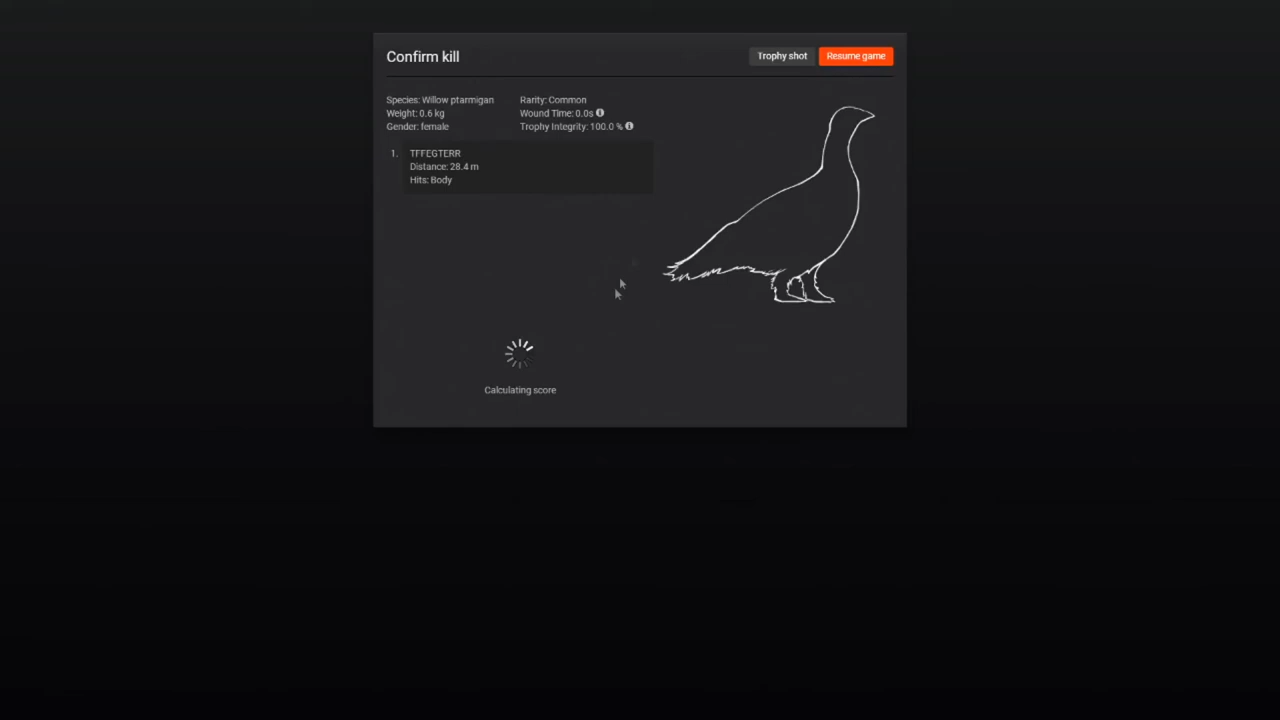 Confirm kill
Trophy shot
Resume game
Species: Willow ptarmigan
Weight: 0.6 kg
Gender: female
Rarity: Common
Wound Time: 0.0s
Trophy Integrity: 100.0 %
1. TFFEGTERR
Distance: 28.4 m
Hits: Body
Calculating score